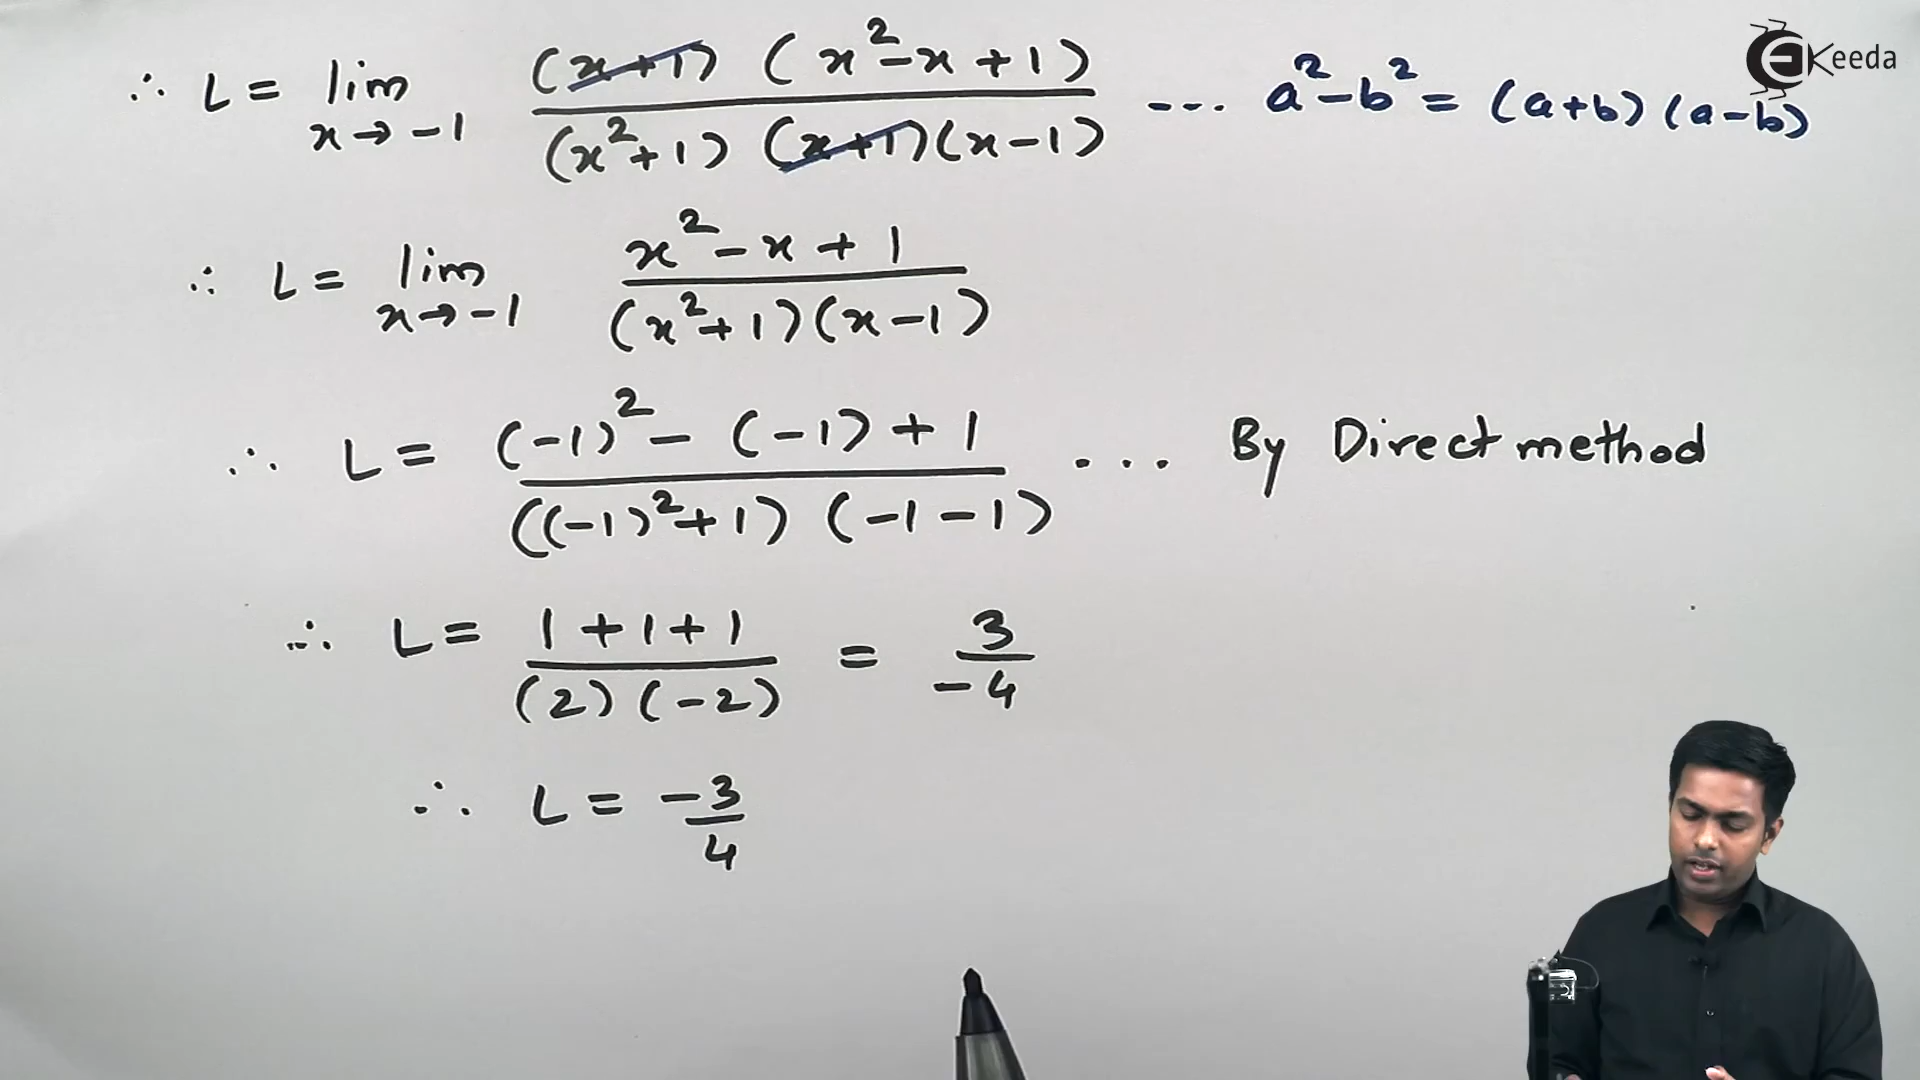 ∴ L = lim x→-1 (x+1) (x²-x+1) / (x²+1) (x+1)(x-1) --- a²-b² = (a+b)(a-b)
Keeda
∴ L = lim x→-1 x²-x+1 / (x²+1)(x-1)
∴ L = (-1)² - (-1) + 1 / ((-1)²+1) (-1-1) ... By Direct method
∴ L = 1+1+1 / (2)(-2) = 3 / -4
∴ L = -3 / 4